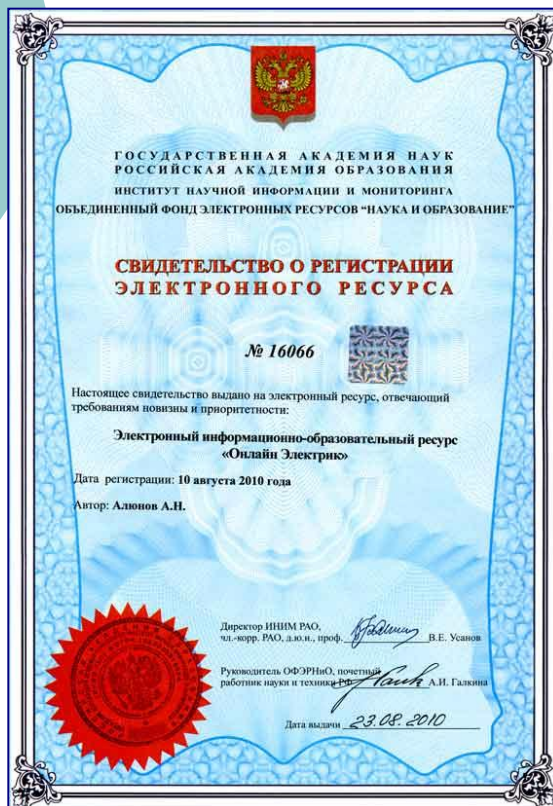 ГОСУДАРСТВЕННАЯ АКАДЕМИЯ НАУК
РОССИЙСКАЯ АКАДЕМИЯ ОБРАЗОВАНИЯ
ИНСТИТУТ НАУЧНОЙ ИНФОРМАЦИИ И МОНИТОРИНГА
ОБЪЕДИНЕННЫЙ ФОНД ЭЛЕКТРОННЫХ РЕСУРСОВ "НАУКА И ОБРАЗОВАНИЕ"
СВИДЕТЕЛЬСТВО О РЕГИСТРАЦИИ
ЭЛЕКТРОННОГО РЕСУРСА
№ 16066
Настоящее свидетельство выдано на электронный ресурс, отвечающий
требованиям новизны и приоритетности:
Электронный информационно-образовательный ресурс
«Онлайн Электрик»
Дата регистрации: 10 августа 2010 года
Автор: Алюнов А.Н.
Директор ИНИМ РАО,
чл.-корр. РАО, д.ю.н., проф. В.Е. Усанов
Руководитель ОФЭРНиО, почетный
работник науки и техники РФ А.И. Галкина
Дата выдачи 23.08.2010